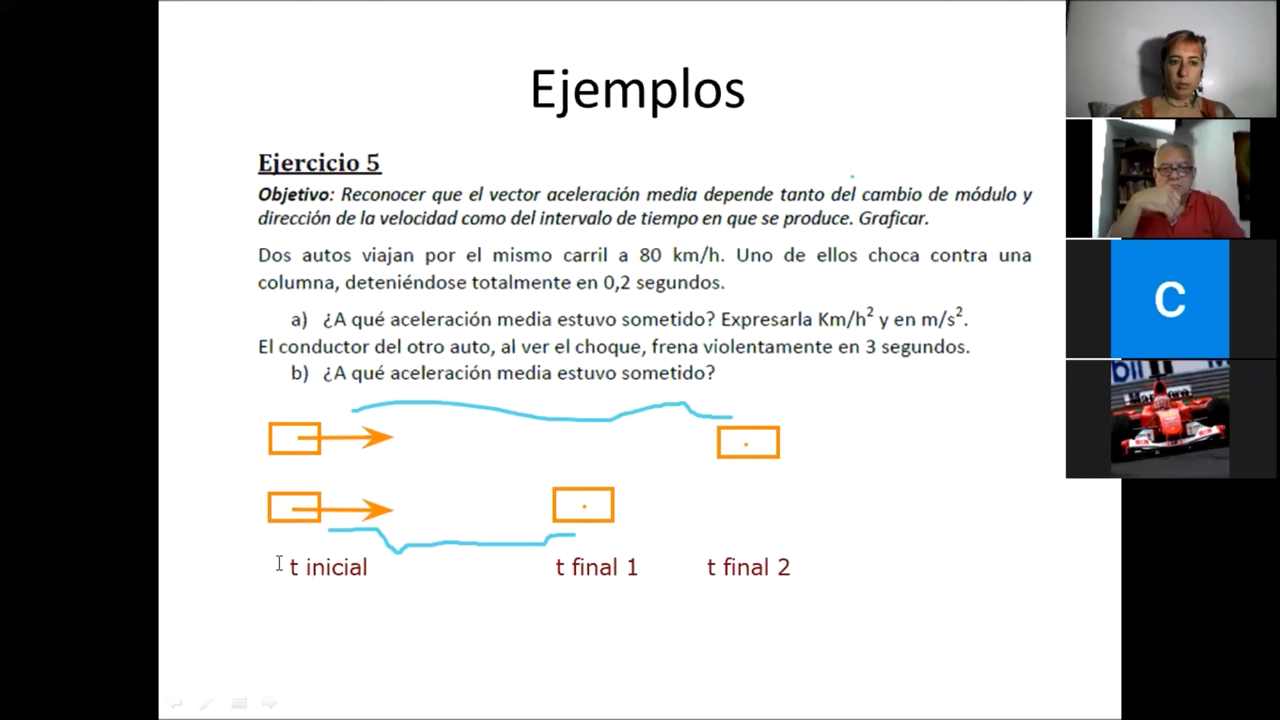 Ejemplos
Ejercicio 5
Objetivo: Reconocer que el vector aceleración media depende tanto del cambio de módulo y
dirección de la velocidad como del intervalo de tiempo en que se produce. Graficar.
Dos autos viajan por el mismo carril a 80 km/h. Uno de ellos choca contra una
columna, deteniéndose totalmente en 0,2 segundos.
a) ¿A qué aceleración media estuvo sometido? Expresarla Km/h² y en m/s².
El conductor del otro auto, al ver el choque, frena violentamente en 3 segundos.
b) ¿A qué aceleración media estuvo sometido?
t inicial
t final 1
t final 2
C